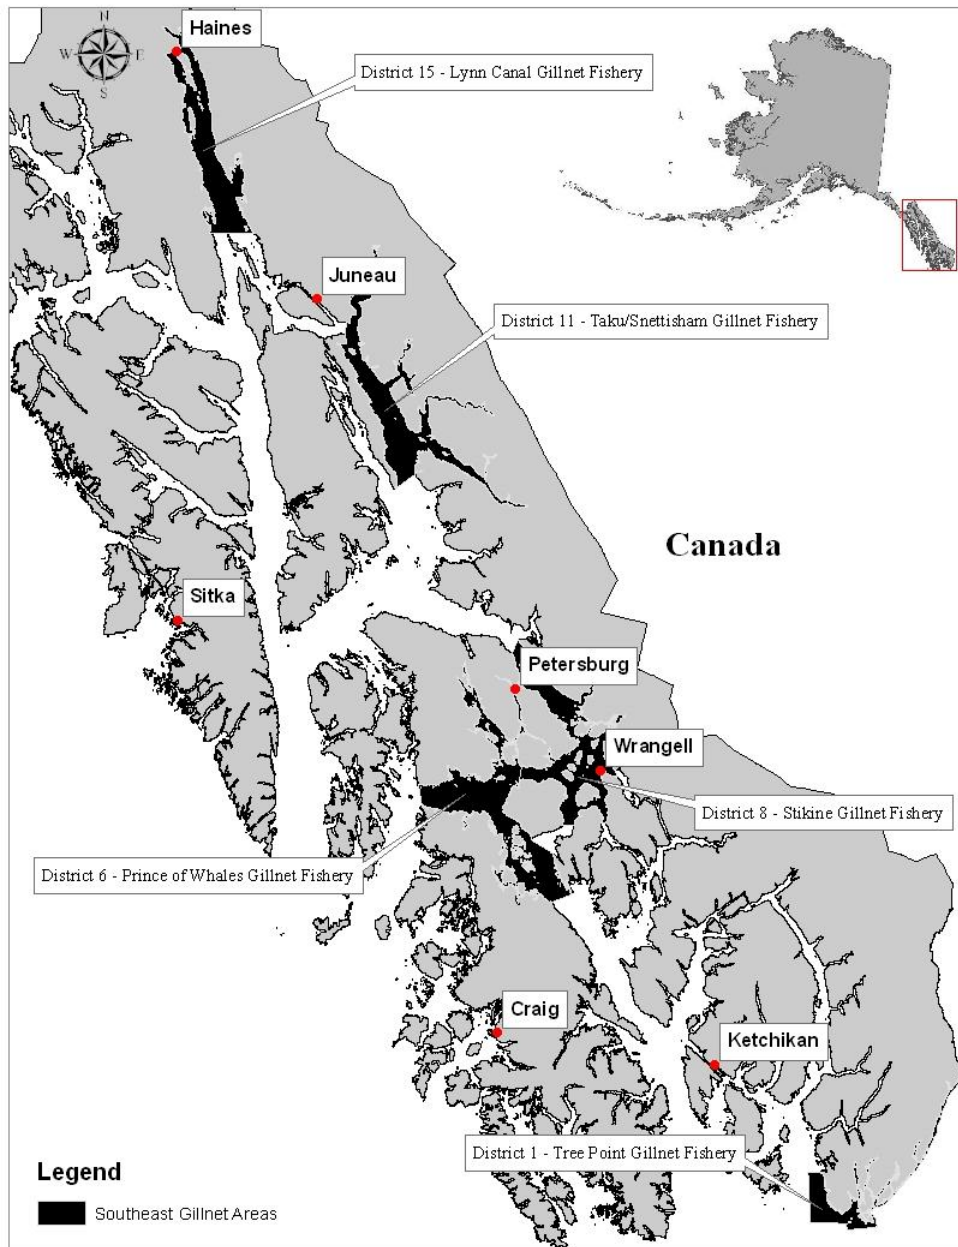 N
W E
S
Haines
District 15 - Lynn Canal Gillnet Fishery
Juneau
District 11 - Taku/Snettisham Gillnet Fishery
Canada
Sitka
Petersburg
Wrangell
District 8 - Stikine Gillnet Fishery
District 6 - Prince of Whales Gillnet Fishery
Craig
Ketchikan
District 1 - Tree Point Gillnet Fishery
Legend
Southeast Gillnet Areas